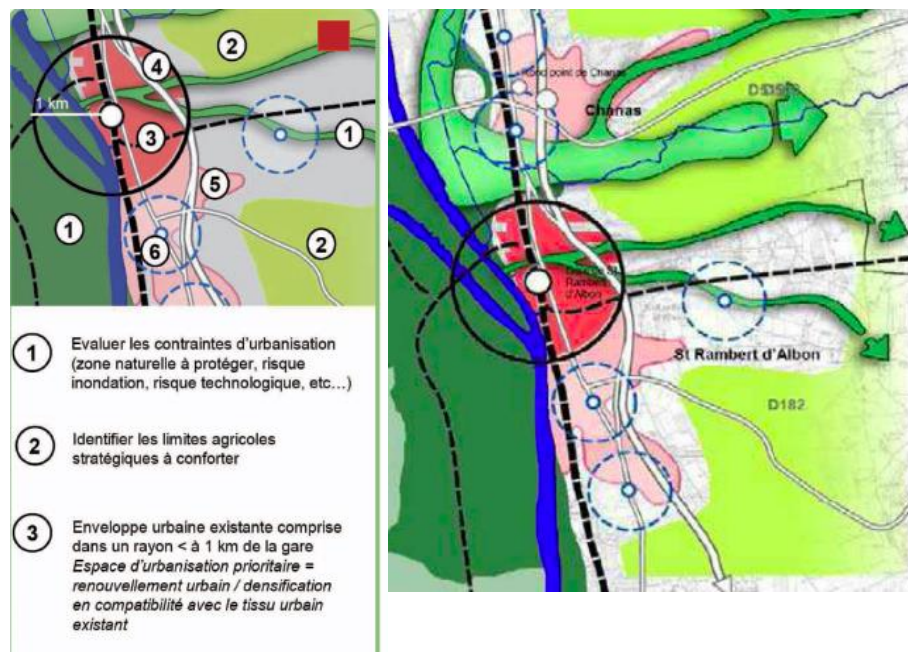 2
4
1 km
3
1
5
1
2
6
1
Evaluer les contraintes d'urbanisation
(zone naturelle à protéger, risque
inondation, risque technologique, etc...)
2
Identifier les limites agricoles
stratégiques à conforter
3
Enveloppe urbaine existante comprise
dans un rayon < à 1 km de la gare
Espace d'urbanisation prioritaire =
renouvellement urbain / densification
en compatibilité avec le tissu urbain
existant
Rond point de Chanas
Chanas
St
Rambert
d'Albon
St Rambert d'Albon
D182